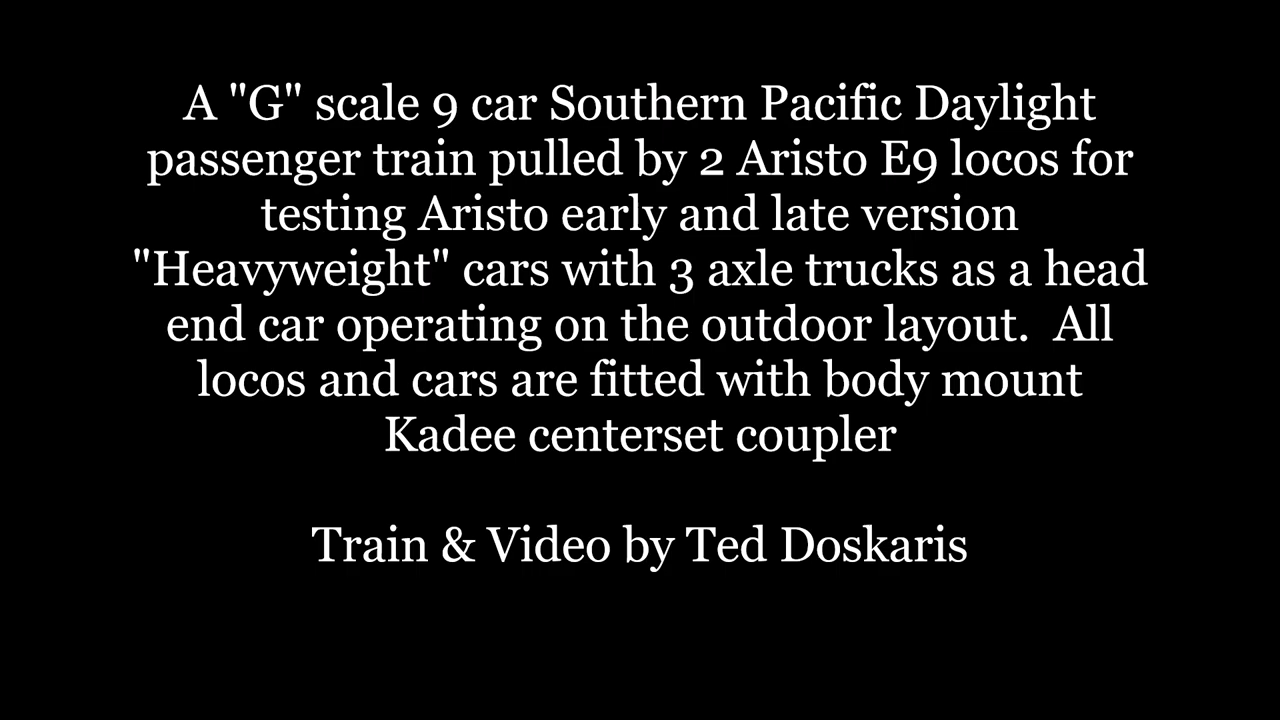 A "G" scale 9 car Southern Pacific Daylight
passenger train pulled by 2 Aristo E9 locos for
testing Aristo early and late version
"Heavyweight" cars with 3 axle trucks as a head
end car operating on the outdoor layout.  All
locos and cars are fitted with body mount
Kadee centerset coupler
Train & Video by Ted Doskaris